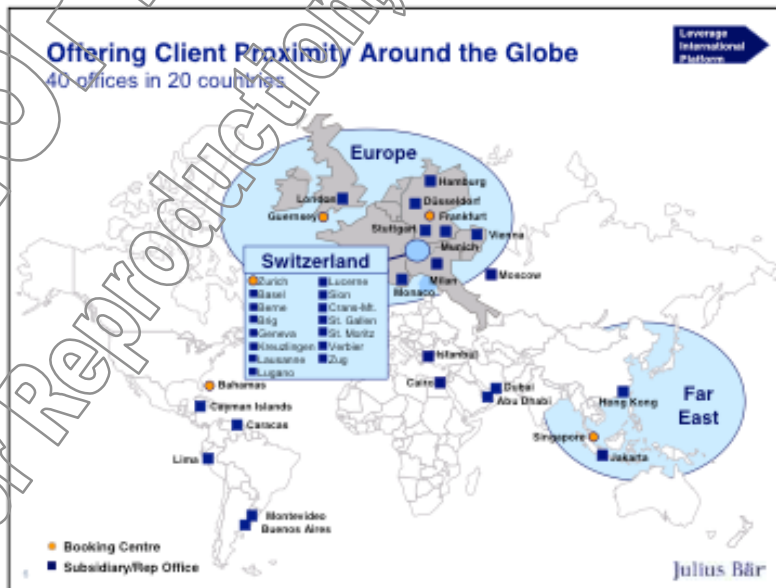 Offering Client Proximity Around the Globe
40 offices in 20 countries
Leverage
International
Platform
Europe
Hamburg
London
Düsseldorf
Guernsey
Frankfurt
Stuttgart
Vienna
Munich
Switzerland
Milan
Moscow
Monaco
Zurich
Basel
Berne
Brig
Geneva
Kreuzlingen
Lausanne
Lugano
Lucerne
Sion
Crans-Mt.
St. Gallen
St. Moritz
Verbier
Zug
Istanbul
Cairo
Dubai
Abu Dhabi
Bahamas
Cayman Islands
Caracas
Lima
Montevideo
Buenos Aires
Far
East
Hong Kong
Singapore
Jakarta
Booking Centre
Subsidiary/Rep Office
Julius Bär
or Reproduction,